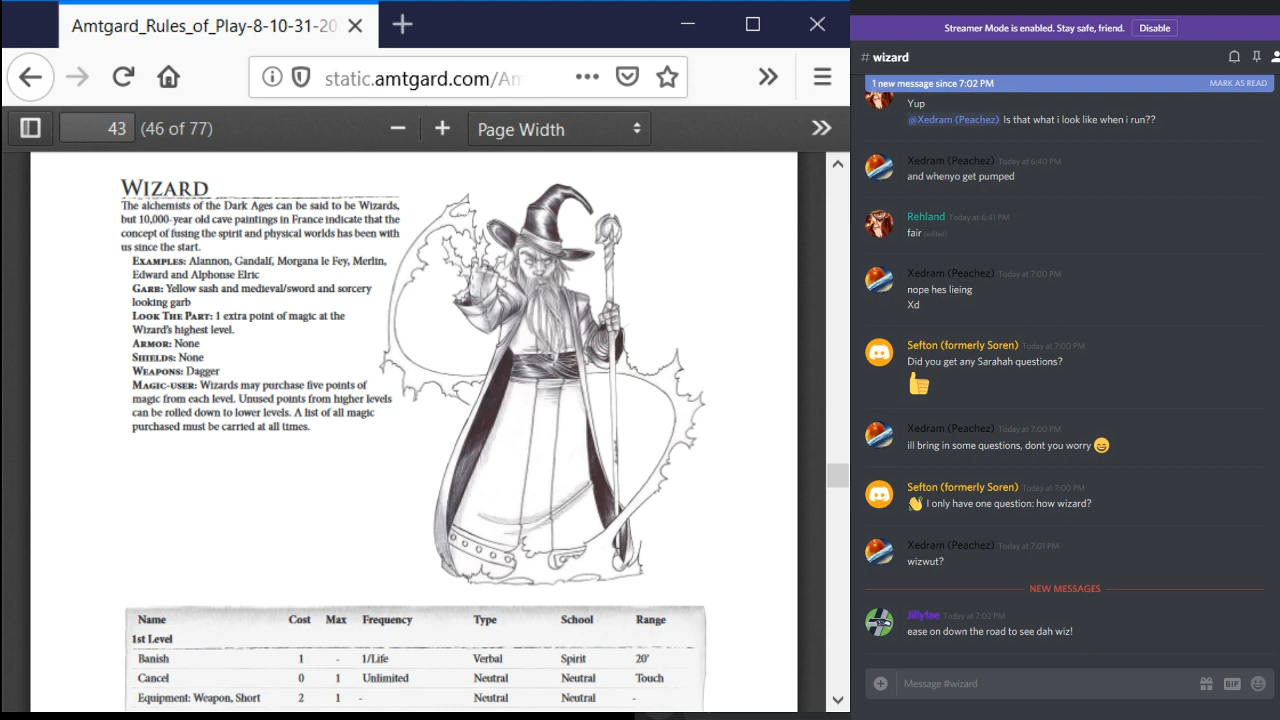 Amtgard_Rules_of_Play-8-10-31-20
static.amtgard.com/Am
43 (46 of 77)
Page Width
WIZARD
The alchemists of the Dark Ages can be said to be Wizards,
but 10,000-year old cave paintings in France indicate that the
concept of fusing the spirit and physical worlds has been with
us since the start.
EXAMPLES: Alannon, Gandalf, Morgana le Fey, Merlin,
Edward and Alphonse Elric
GARB: Yellow sash and medieval/sword and sorcery
looking garb
LOOK THE PART: 1 extra point of magic at the
Wizard's highest level.
ARMOR: None
SHIELDS: None
WEAPONS: Dagger
MAGIC-USER: Wizards may purchase five points of
magic from each level. Unused points from higher levels
can be rolled down to lower levels. A list of all magic
purchased must be carried at all times.
Name Cost Max Frequency Type School Range
1st Level
Banish 1 - 1/Life Verbal Spirit 20'
Cancel 0 1 Unlimited Neutral Neutral Touch
Equipment: Weapon, Short 2 1 - Neutral Neutral -
Streamer Mode is enabled. Stay safe, friend. Disable
# wizard
1 new message since 7:02 PM MARK AS READ
Yup
@Xedram (Peachez) Is that what i look like when i run??
Xedram (Peachez) Today at 6:40 PM
and whenyo get pumped
Rehland Today at 6:41 PM
fair (edited)
Xedram (Peachez) Today at 7:00 PM
nope hes lieing
Xd
Sefton (formerly Soren) Today at 7:00 PM
Did you get any Sarahah questions?
Xedram (Peachez) Today at 7:00 PM
ill bring in some questions, dont you worry
Sefton (formerly Soren) Today at 7:00 PM
I only have one question: how wizard?
Xedram (Peachez) Today at 7:01 PM
wizwut?
NEW MESSAGES
Jillyfae Today at 7:02 PM
ease on down the road to see dah wiz!
Message #wizard
GIF